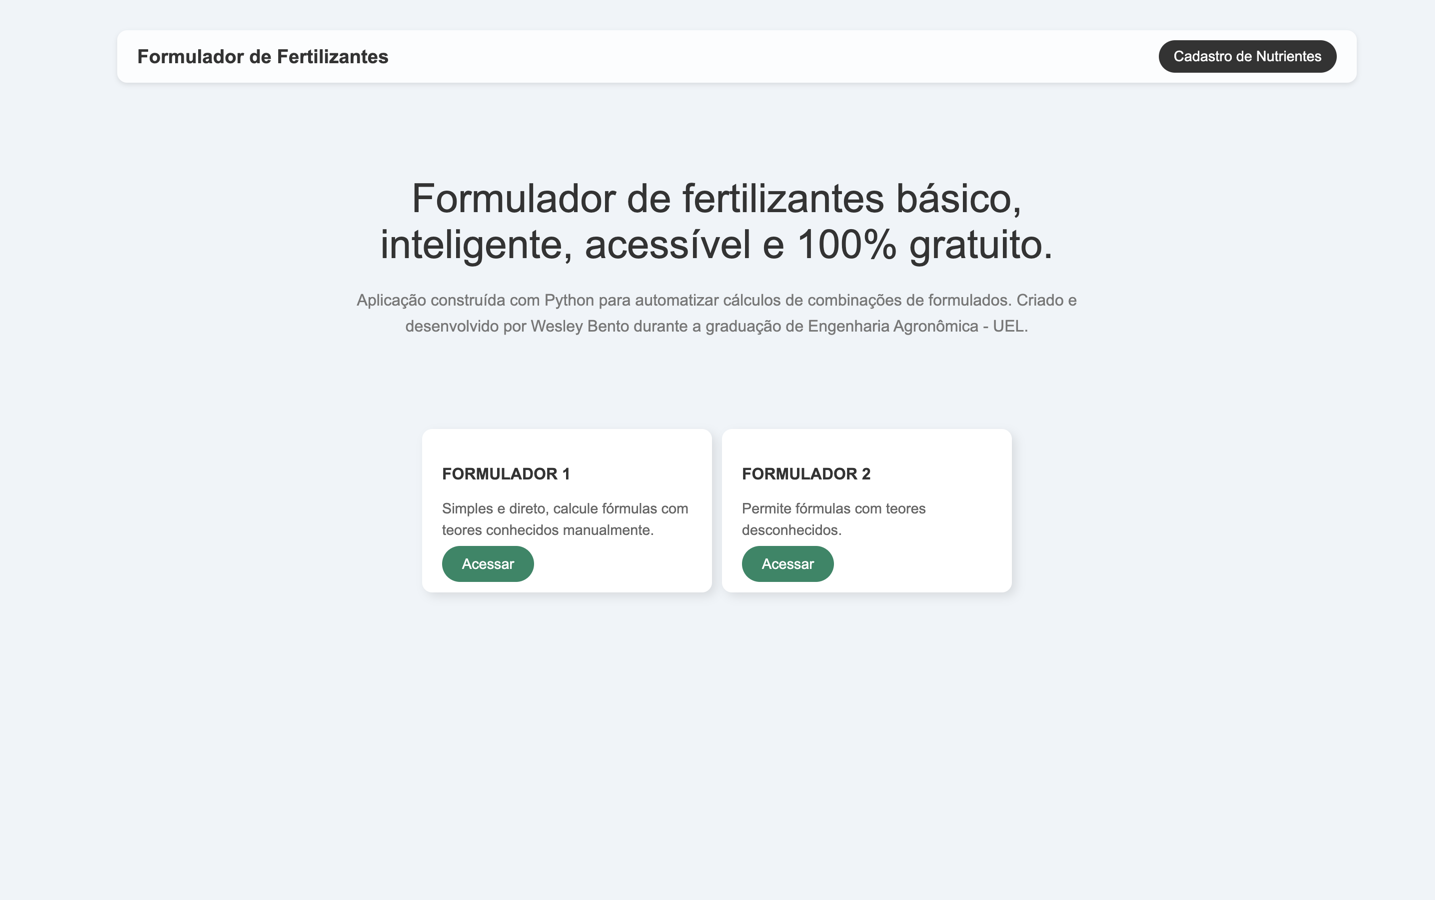 Formulador de Fertilizantes
Cadastro de Nutrientes
Formulador de fertilizantes básico,
inteligente, acessível e 100% gratuito.
Aplicação construída com Python para automatizar cálculos de combinações de formulados. Criado e
desenvolvido por Wesley Bento durante a graduação de Engenharia Agronômica - UEL.
FORMULADOR 1
Simples e direto, calcule fórmulas com
teores conhecidos manualmente.
Acessar
FORMULADOR 2
Permite fórmulas com teores
desconhecidos.
Acessar